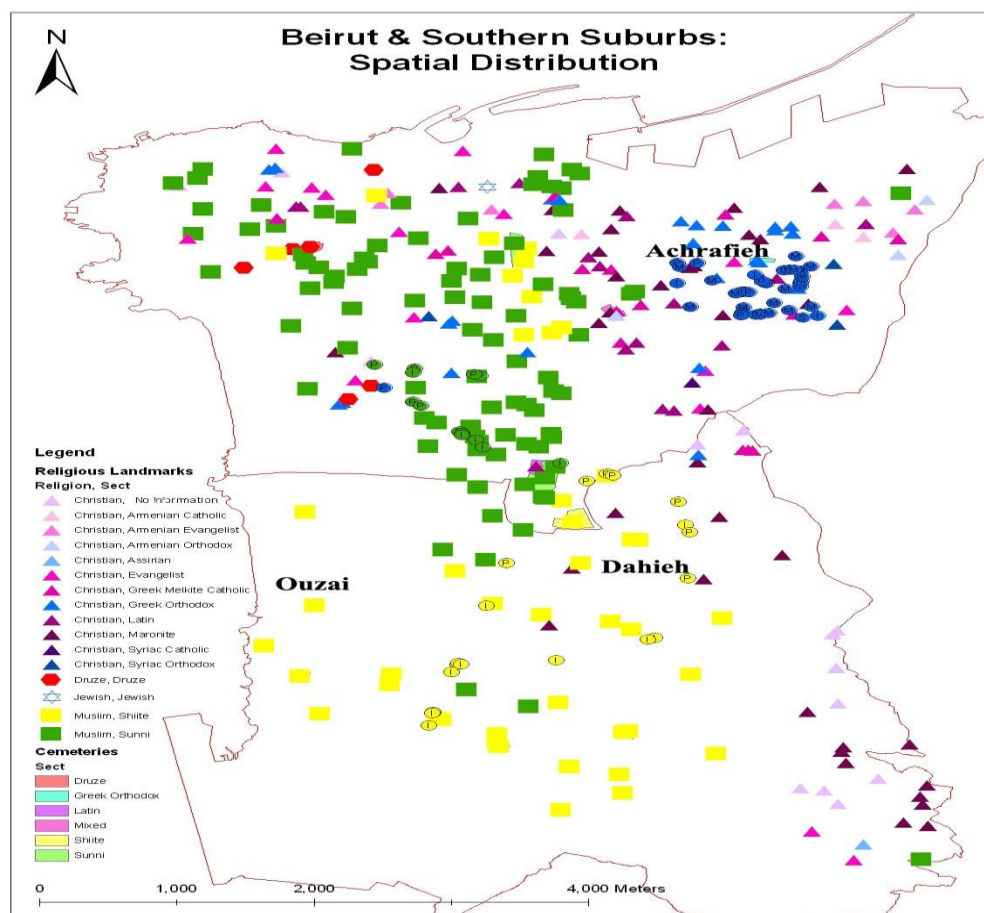 N
Beirut & Southern Suburbs:
Spatial Distribution
Achrafieh
Ouzai
Dahieh
Legend
Religious Landmarks
Religion, Sect
Christian, No Information
Christian, Armenian Catholic
Christian, Armenian Evangelist
Christian, Armenian Orthodox
Christian, Assirian
Christian, Evangelist
Christian, Greek Melkite Catholic
Christian, Greek Orthodox
Christian, Latin
Christian, Maronite
Christian, Syriac Catholic
Christian, Syriac Orthodox
Druze, Druze
Jewish, Jewish
Muslim, Shiite
Muslim, Sunni
Cemeteries
Sect
Druze
Greek Orthodox
Latin
Mixed
Shiite
Sunni
0 1,000 2,000 4,000 Meters